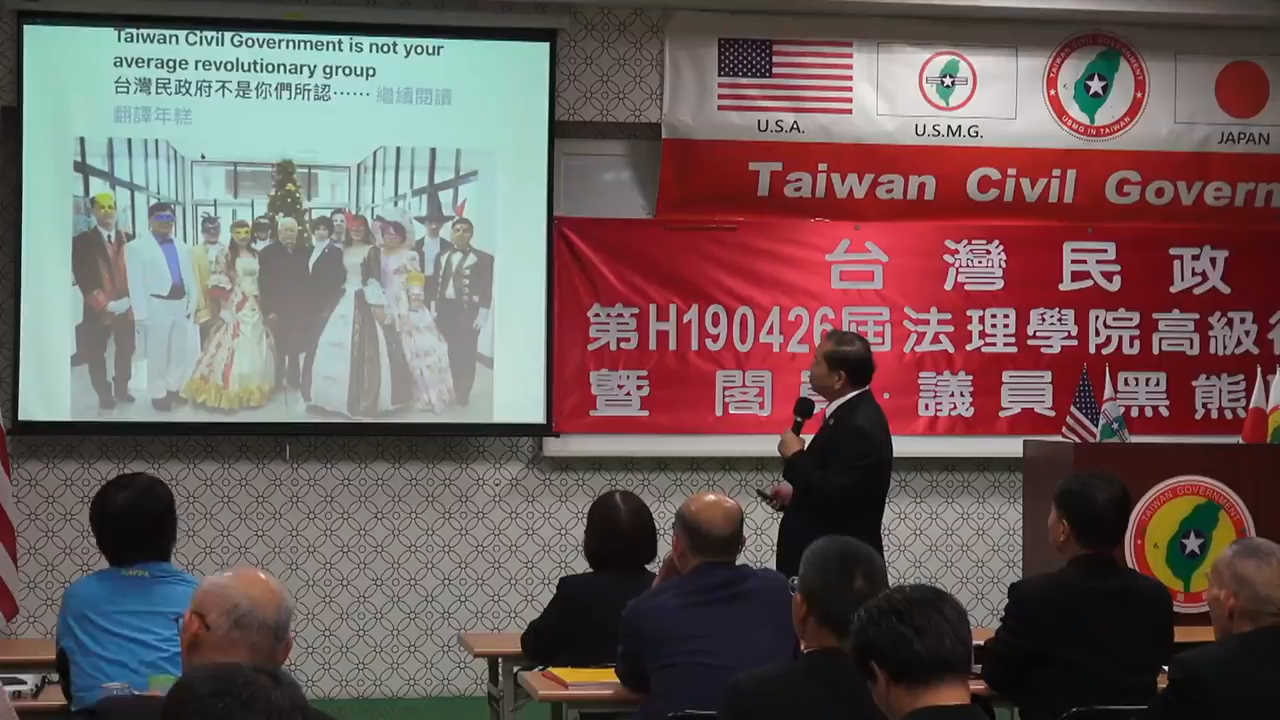 Taiwan Civil Government is not your
average revolutionary group
台灣民政府不是你們所認⋯⋯ 繼續閱讀
翻譯年糕
U.S.A.
U.S.M.G.
TAIWAN CIVIL GOVERNMENT
USMG IN TAIWAN
JAPAN
Taiwan Civil Govern
台灣民政
第H190426屆法理學院高級
暨 閣 · 議員黑熊
TAIWAN GOVERNMENT